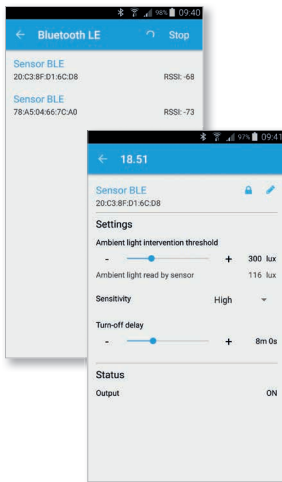 98% 09:40
Bluetooth LE Stop
Sensor BLE
20:C3:8F:D1:6C:D8 RSSI: -68
Sensor BLE
78:A5:04:66:7C:A0 RSSI: -73
97% 09:41
18.51
Sensor BLE
20:C3:8F:D1:6C:D8
Settings
Ambient light intervention threshold
- + 300 lux
Ambient light read by sensor 116 lux
Sensitivity High
Turn-off delay
- + 8m 0s
Status
Output ON